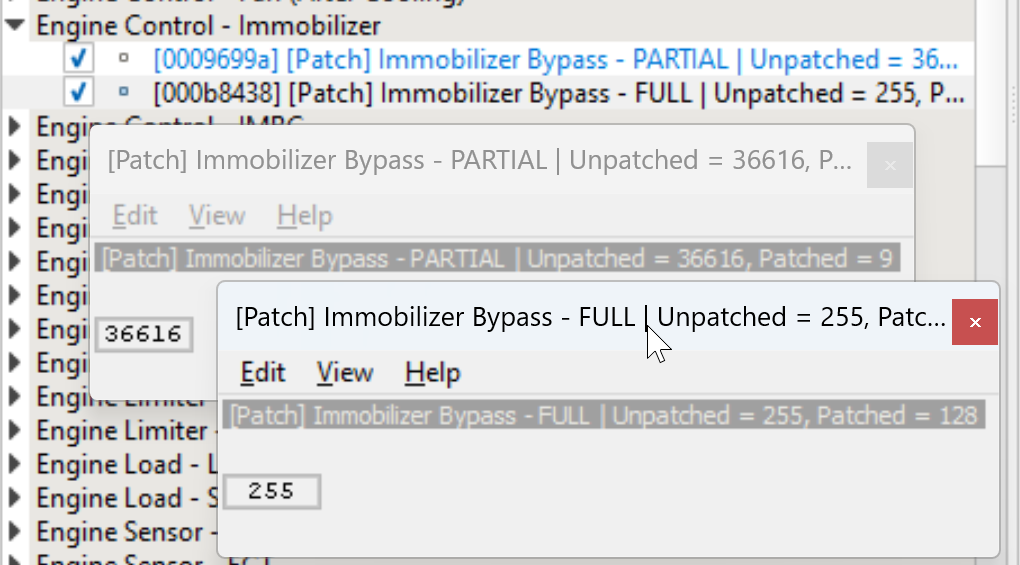 Engine Control - Immobilizer
[0009699a] [Patch] Immobilizer Bypass - PARTIAL | Unpatched = 36...
[000b8438] [Patch] Immobilizer Bypass - FULL | Unpatched = 255, P...
Engine Control - IMRC
Engi
[Patch] Immobilizer Bypass - PARTIAL | Unpatched = 36616, P...
Engi
Edit View Help
Engi
Engi
[Patch] Immobilizer Bypass - PARTIAL | Unpatched = 36616, Patched = 9
Engi
[Patch] Immobilizer Bypass - FULL | Unpatched = 255, Patc...
Engi
36616
Engi
Edit View Help
Engine Limiter
[Patch] Immobilizer Bypass - FULL | Unpatched = 255, Patched = 128
Engine Limiter -
Engine Load - L
255
Engine Load - S
Engine Sensor -
Engine Sensor - ECT